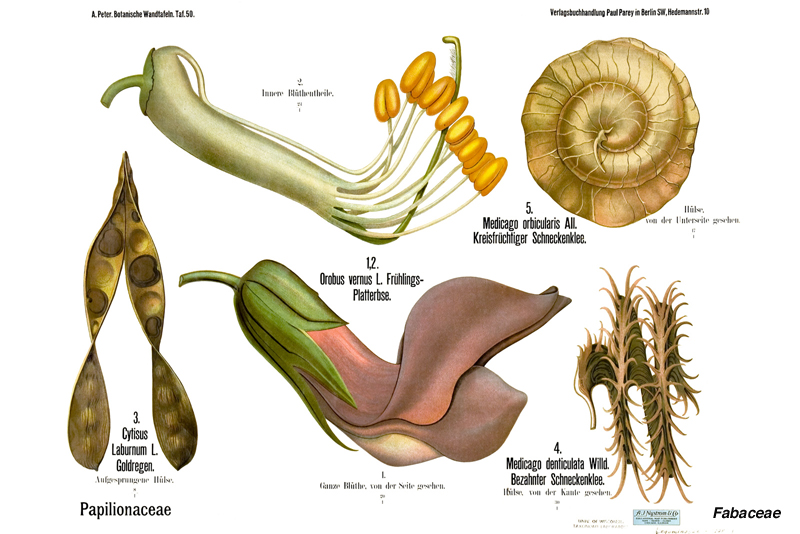 A. Peter. Botanische Wandtafeln. Taf. 50.
Verlagsbuchhandlung Paul Parey in Berlin SW, Hedemannstr. 10
2.
Innere Blüthentheile.
5.
Medicago orbicularis All.
Kreisfrüchtiger Schneckenklee.
Hülse,
von der Unterseite gesehen.
1,2.
Orobus vernus L. Frühlings-
Platterbse.
3.
Cytisus
Laburnum L.
Goldregen.
Aufgesprungene Hülse.
1.
Ganze Blüthe, von der Seite gesehen.
4.
Medicago denticulata Willd.
Bezahnter Schneckenklee.
Hülse, von der Kante gesehen.
Papilionaceae
Fabaceae